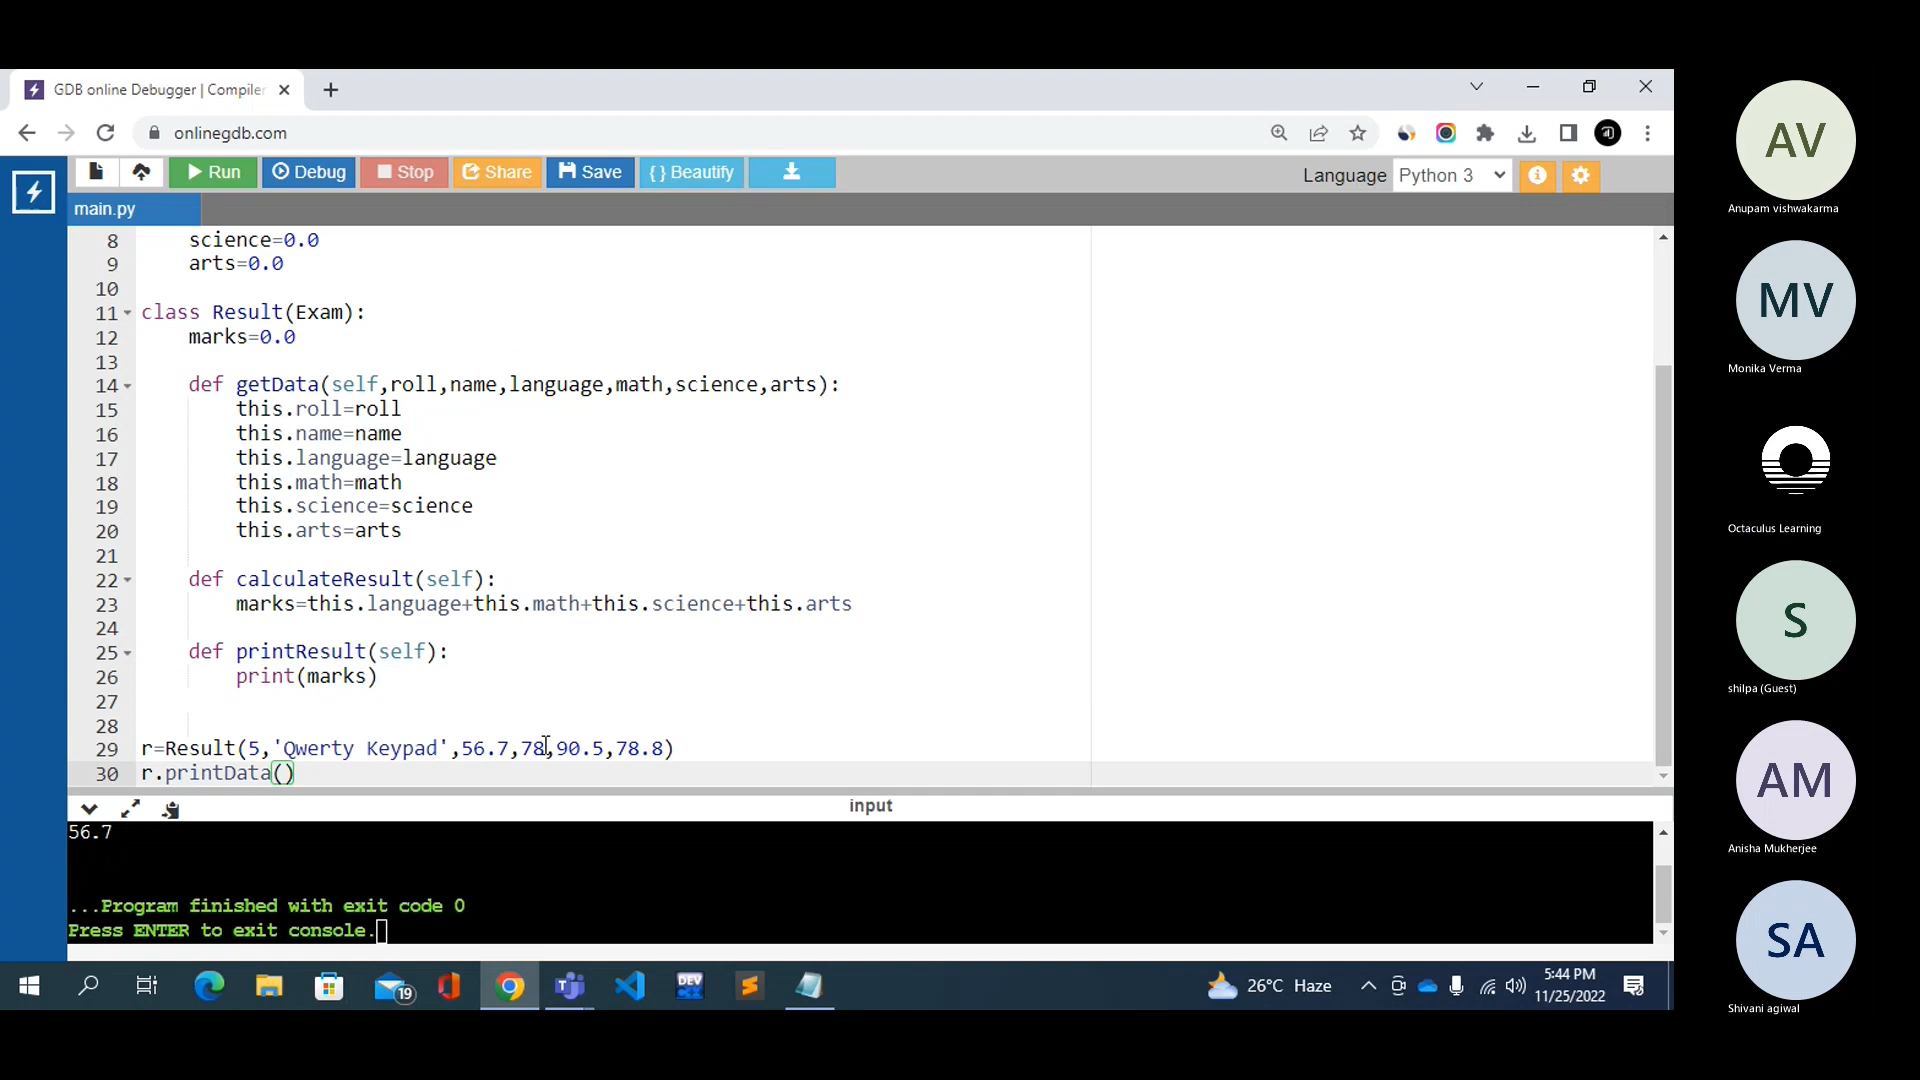 GDB online Debugger | Compiler
onlinegdb.com
Run Debug Stop Share Save { } Beautify Language Python 3
main.py
8 science=0.0
9 arts=0.0
10
11 class Result(Exam):
12 marks=0.0
13
14 def getData(self,roll,name,language,math,science,arts):
15 this.roll=roll
16 this.name=name
17 this.language=language
18 this.math=math
19 this.science=science
20 this.arts=arts
21
22 def calculateResult(self):
23 marks=this.language+this.math+this.science+this.arts
24
25 def printResult(self):
26 print(marks)
27
28
29 r=Result(5,'Qwerty Keypad',56.7,78,90.5,78.8)
30 r.printData()
input
56.7
...Program finished with exit code 0
Press ENTER to exit console.
19
DEV
26°C Haze
5:44 PM
11/25/2022
AV
Anupam vishwakarma
MV
Monika Verma
Octaculus Learning
S
shilpa (Guest)
AM
Anisha Mukherjee
SA
Shivani agiwal